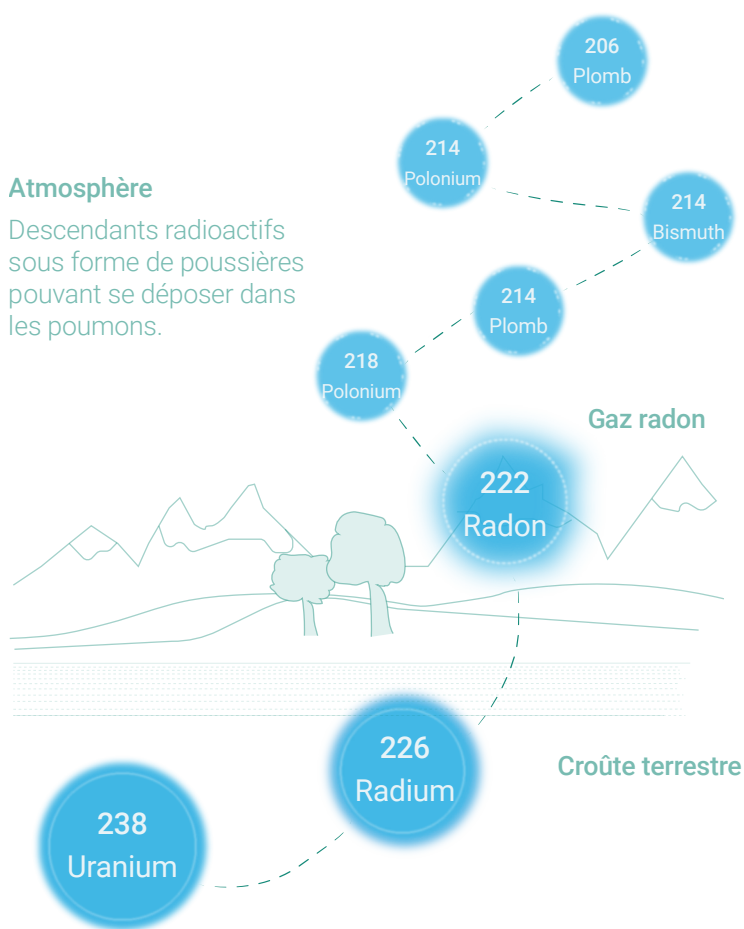 206
Plomb
214
Polonium
Atmosphère
Descendants radioactifs
sous forme de poussières
pouvant se déposer dans
les poumons.
214
Bismuth
214
Plomb
218
Polonium
Gaz radon
222
Radon
226
Radium
Croûte terrestre
238
Uranium